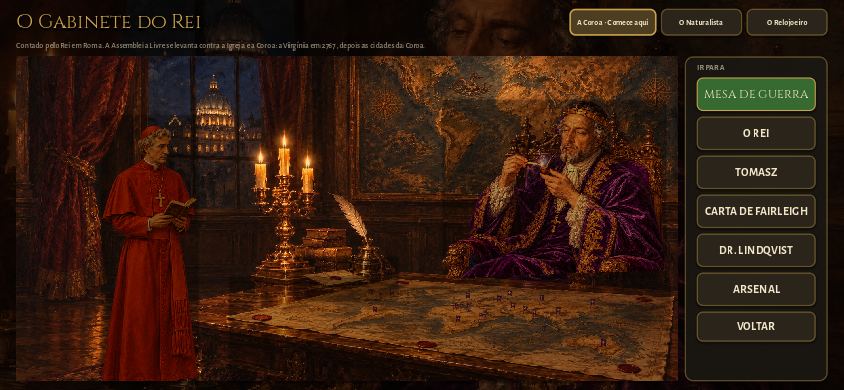 O Gabinete do Rei
Contado pelo Rei em Roma. A Assembleia Livre se levanta contra a Igreja e a Coroa: a Virgínia em 2767, depois as cidades da Coroa.
A Coroa · Comece aqui
O Naturalista
O Relojoeiro
IR PARA
MESA DE GUERRA
O REI
TOMASZ
CARTA DE FAIRLEIGH
DR. LINDQVIST
ARSENAL
VOLTAR